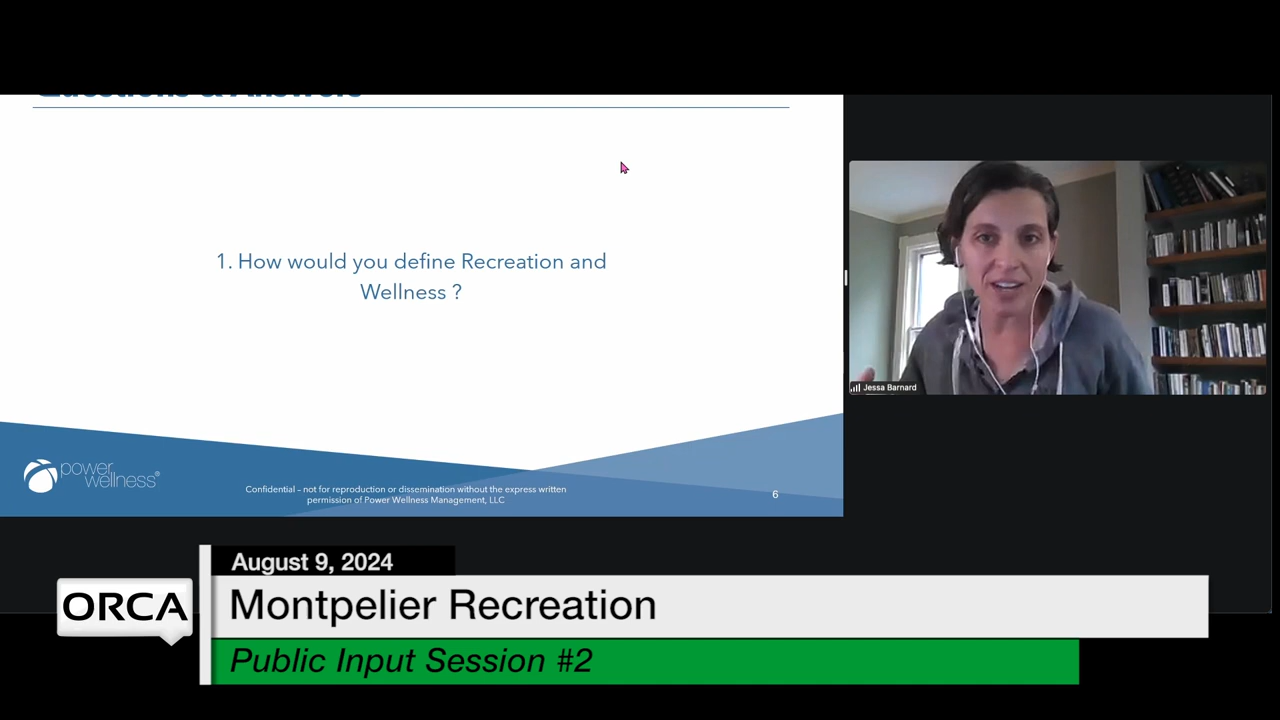 Questions & Answers
1. How would you define Recreation and
Wellness ?
Jessa Barnard
power
wellness®
Confidential – not for reproduction or dissemination without the express written
permission of Power Wellness Management, LLC
6
August 9, 2024
ORCA
Montpelier Recreation
Public Input Session #2